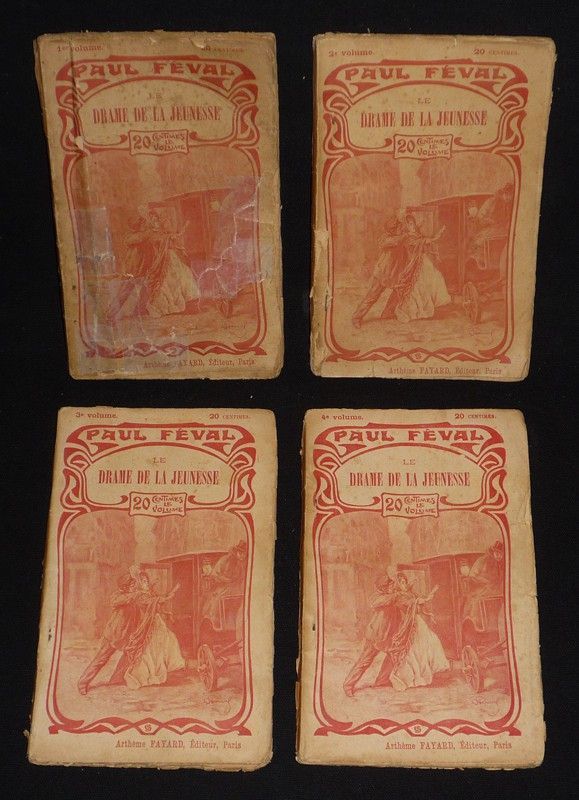 1er volume. 20 CENTIMES.
PAUL FÉVAL
LE
DRAME DE LA JEUNESSE
20 CENTIMES
LE
VOLUME
Arthème FAYARD, Éditeur, Paris
2e volume. 20 CENTIMES.
PAUL FÉVAL
LE
DRAME DE LA JEUNESSE
20 CENTIMES
LE
VOLUME
Arthème FAYARD, Éditeur, Paris
3e volume. 20 CENTIMES.
PAUL FÉVAL
LE
DRAME DE LA JEUNESSE
20 CENTIMES
LE
VOLUME
Arthème FAYARD, Éditeur, Paris
4e volume. 20 CENTIMES.
PAUL FÉVAL
LE
DRAME DE LA JEUNESSE
20 CENTIMES
LE
VOLUME
Arthème FAYARD, Éditeur, Paris